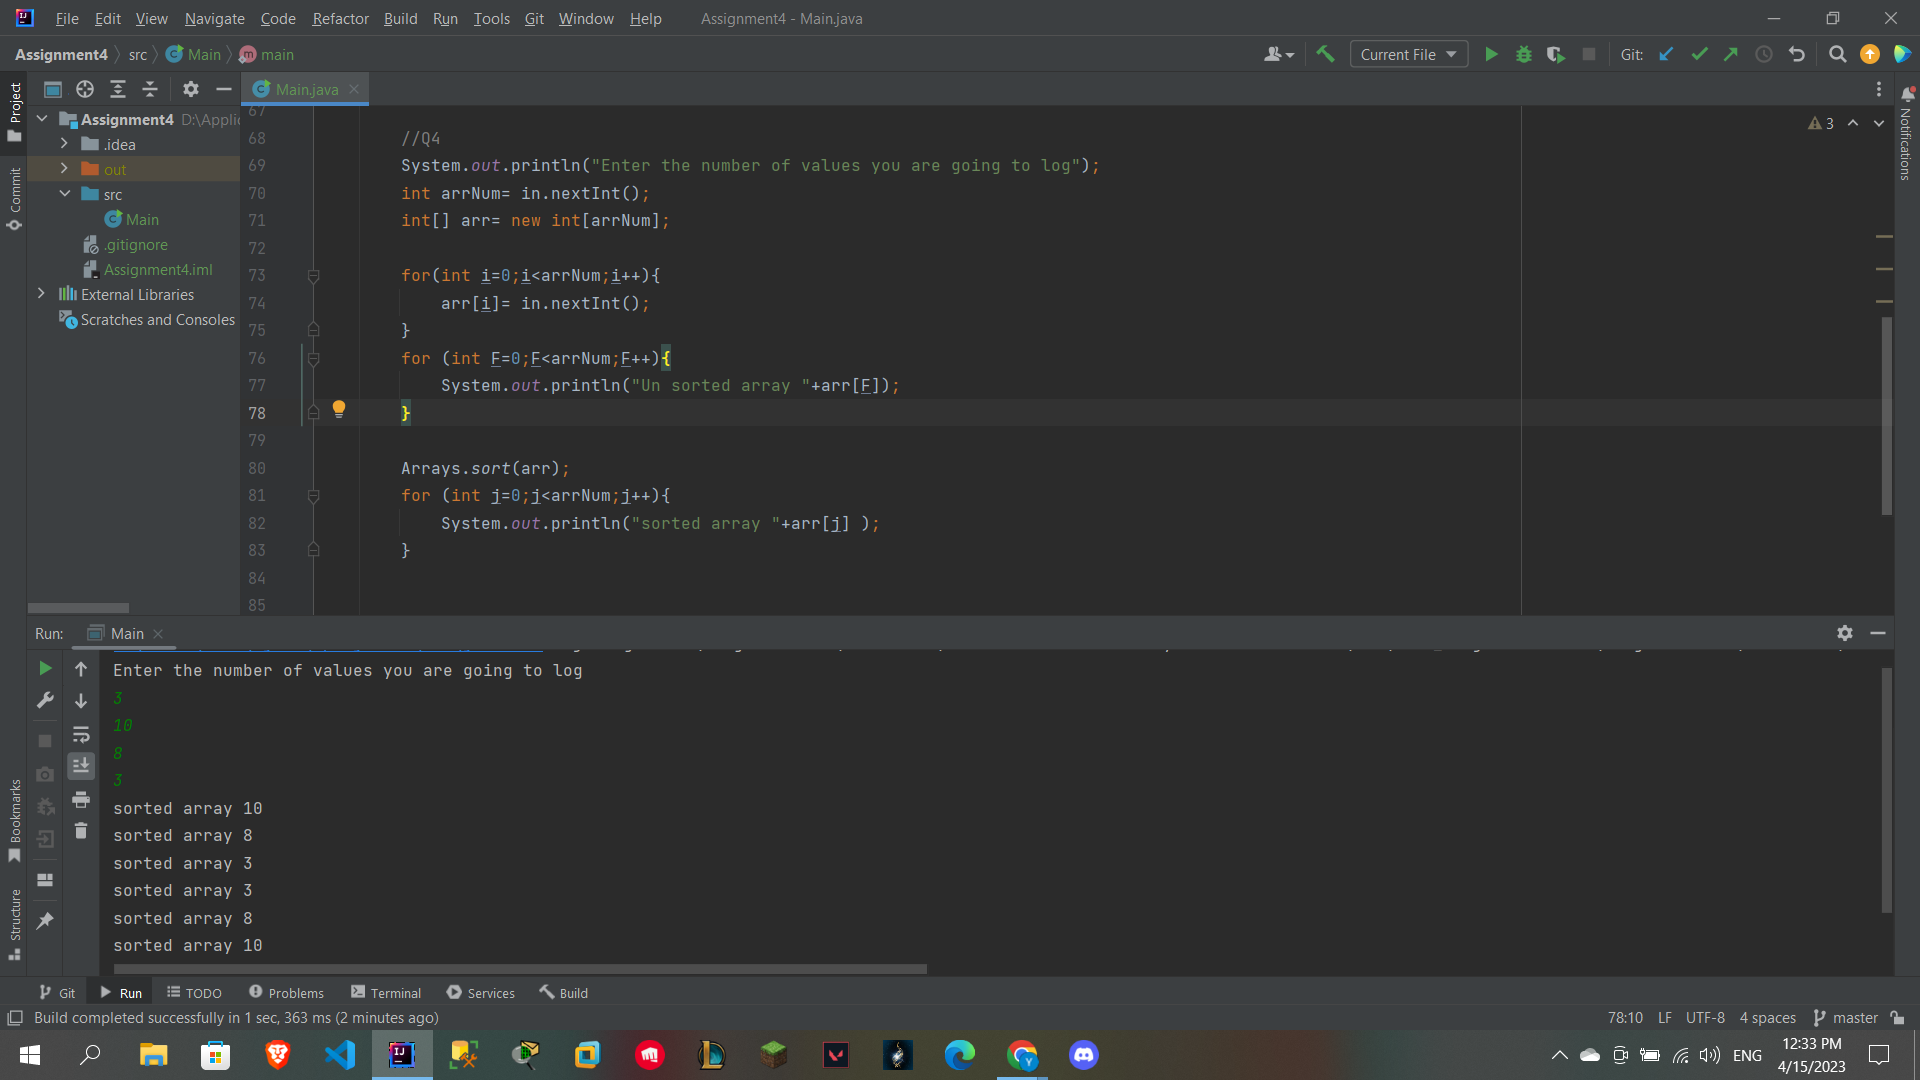 File Edit View Navigate Code Refactor Build Run Tools Git Window Help Assignment4 - Main.java
Assignment4 src Main main Current File Git:
Project
Main.java
Notifications
Assignment4 D:\Applic
.idea
out
src
Main
.gitignore
Assignment4.iml
External Libraries
Scratches and Consoles
Commit
3
67
68 //Q4
69 System.out.println("Enter the number of values you are going to log");
70 int arrNum= in.nextInt();
71 int[] arr= new int[arrNum];
72
73 for(int i=0;i<arrNum;i++){
74 arr[i]= in.nextInt();
75 }
76 for (int F=0;F<arrNum;F++){
77 System.out.println("Un sorted array "+arr[F]);
78 }
79
80 Arrays.sort(arr);
81 for (int j=0;j<arrNum;j++){
82 System.out.println("sorted array "+arr[j] );
83 }
84
85
Run: Main
Enter the number of values you are going to log
3
10
8
3
sorted array 10
sorted array 8
sorted array 3
sorted array 3
sorted array 8
sorted array 10
Bookmarks
Structure
Git Run TODO Problems Terminal Services Build
Build completed successfully in 1 sec, 363 ms (2 minutes ago) 78:10 LF UTF-8 4 spaces master
ENG 12:33 PM
4/15/2023